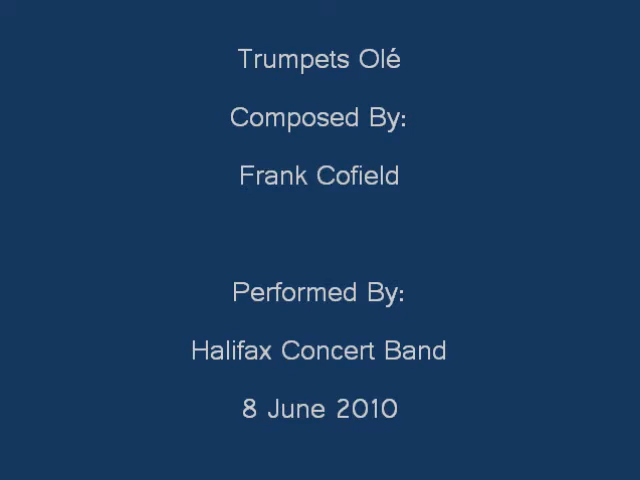 Trumpets Olé
Composed By:
Frank Cofield
Performed By:
Halifax Concert Band
8 June 2010